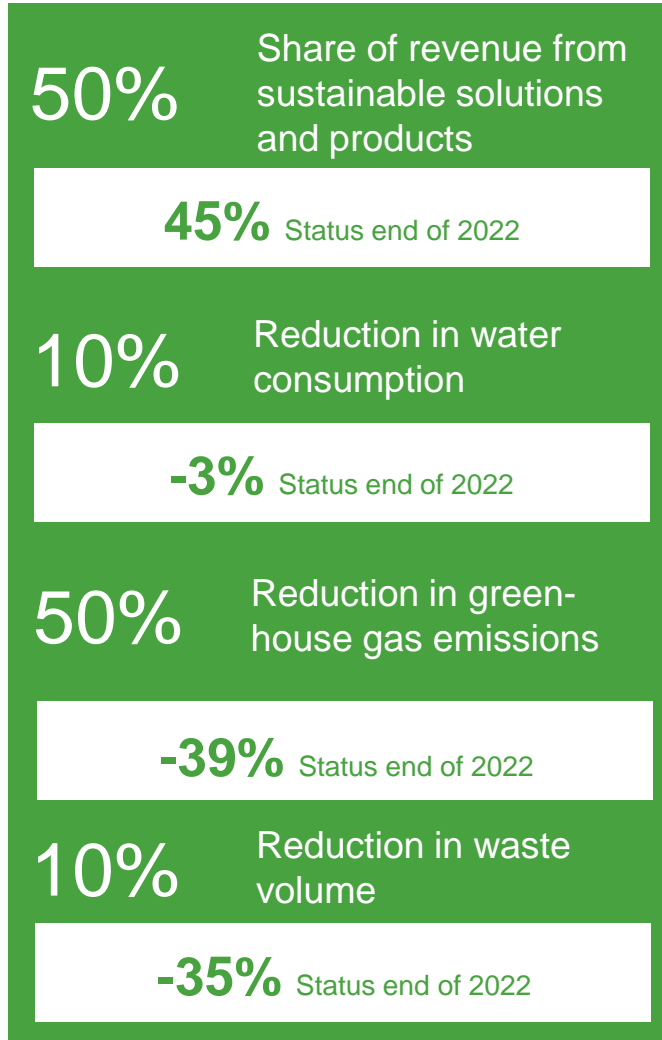 50%
Share of revenue from
sustainable solutions
and products
45% Status end of 2022
10%
Reduction in water
consumption
-3% Status end of 2022
50%
Reduction in green-
house gas emissions
-39% Status end of 2022
10%
Reduction in waste
volume
-35% Status end of 2022